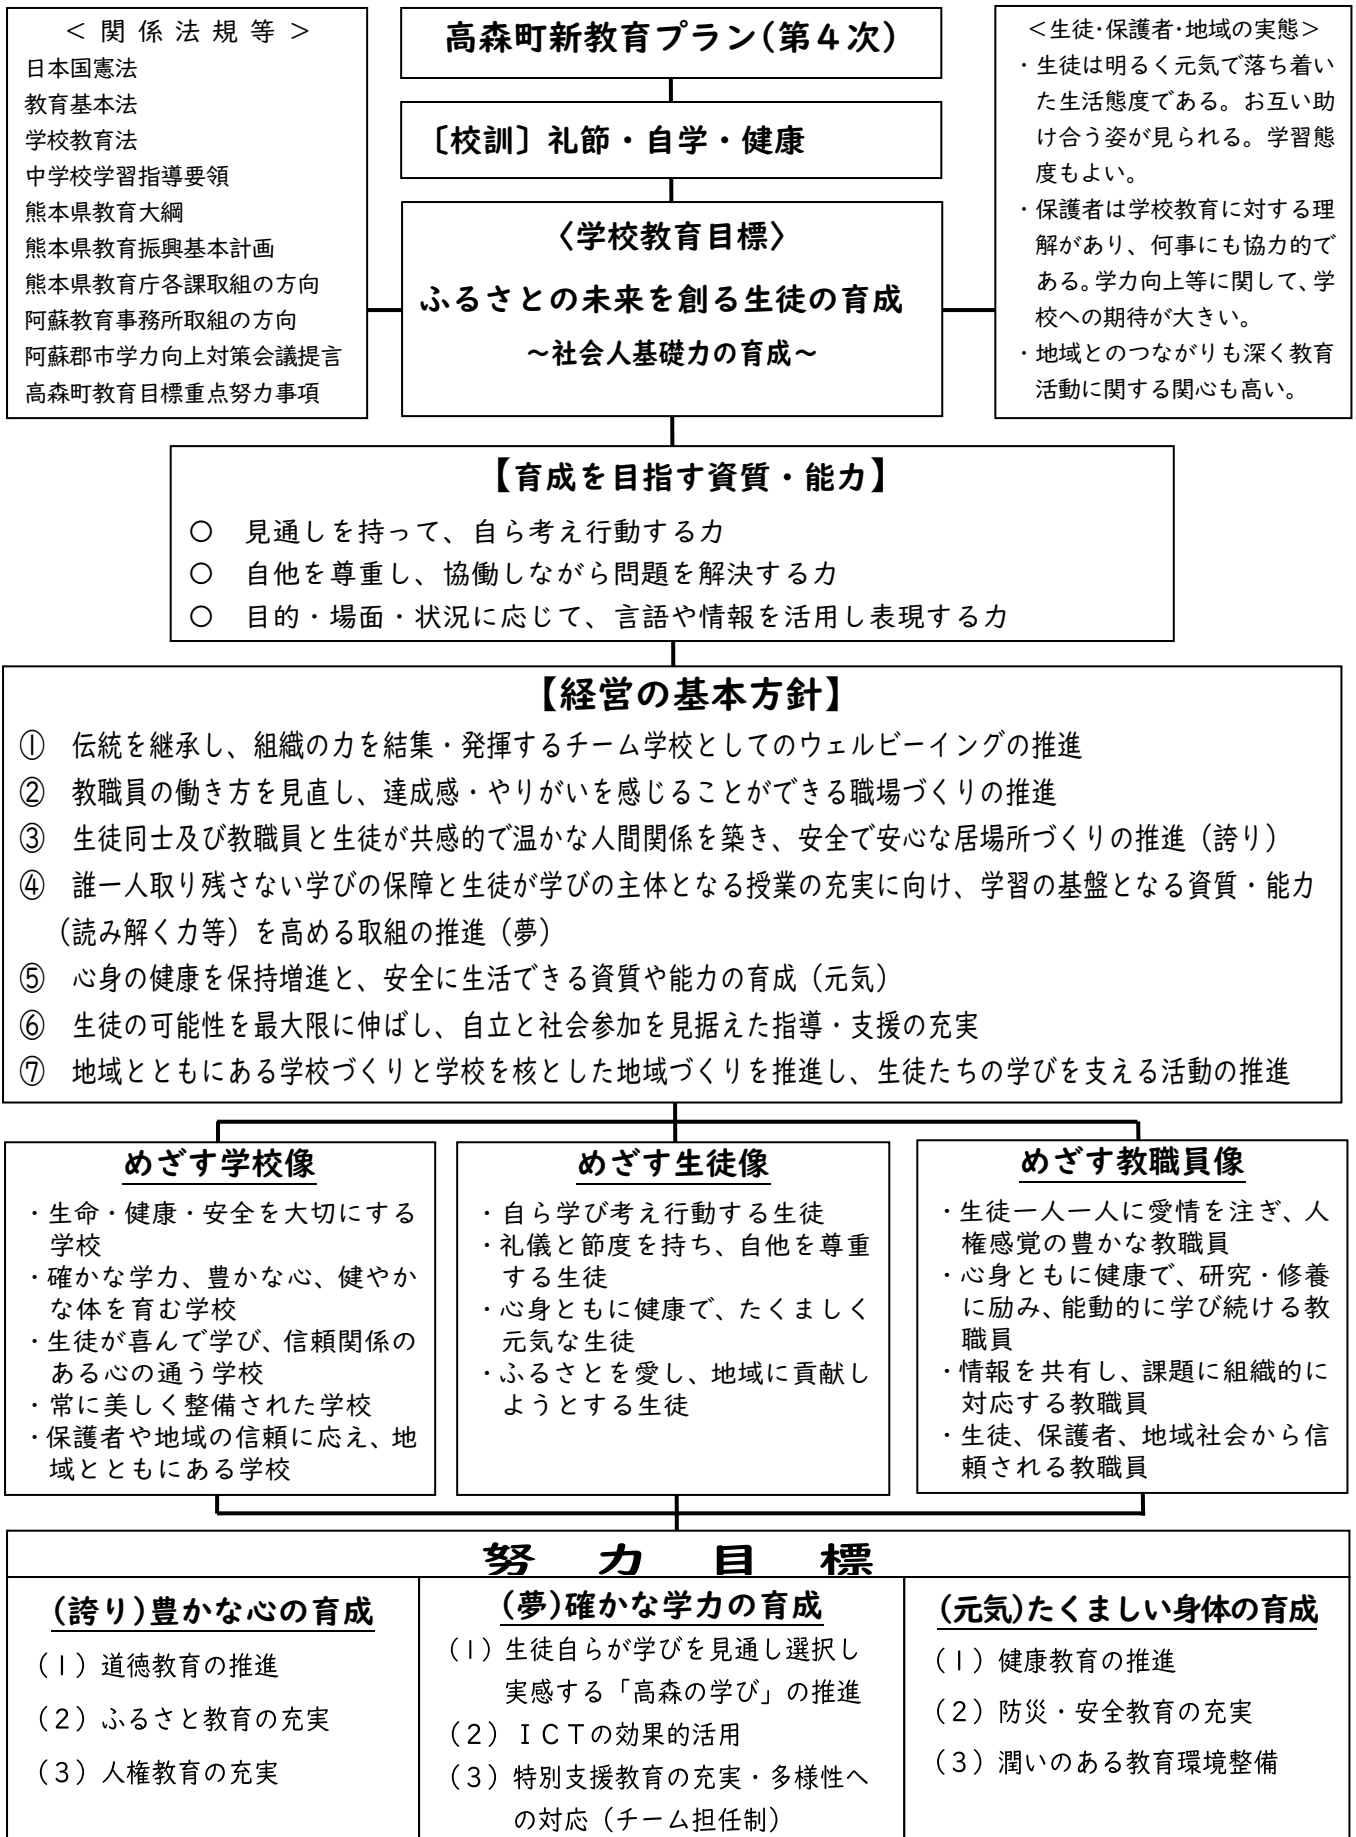 ＜ 関 係 法 規 等 ＞
日本国憲法
教育基本法
学校教育法
中学校学習指導要領
熊本県教育大綱
熊本県教育振興基本計画
熊本県教育庁各課取組の方向
阿蘇教育事務所取組の方向
阿蘇郡市学力向上対策会議提言
高森町教育目標重点努力事項
高森町新教育プラン（第４次）
〔校訓〕礼節・自学・健康
〈学校教育目標〉
ふるさとの未来を創る生徒の育成
～社会人基礎力の育成～
＜生徒・保護者・地域の実態＞
・生徒は明るく元気で落ち着い
た生活態度である。お互い助
け合う姿が見られる。学習態
度もよい。
・保護者は学校教育に対する理
解があり、何事にも協力的で
ある。学力向上等に関して、学
校への期待が大きい。
・地域とのつながりも深く教育
活動に関する関心も高い。
【育成を目指す資質・能力】
○　見通しを持って、自ら考え行動する力
○　自他を尊重し、協働しながら問題を解決する力
○　目的・場面・状況に応じて、言語や情報を活用し表現する力
【経営の基本方針】
①　伝統を継承し、組織の力を結集・発揮するチーム学校としてのウェルビーイングの推進
②　教職員の働き方を見直し、達成感・やりがいを感じることができる職場づくりの推進
③　生徒同士及び教職員と生徒が共感的で温かな人間関係を築き、安全で安心な居場所づくりの推進（誇り）
④　誰一人取り残さない学びの保障と生徒が学びの主体となる授業の充実に向け、学習の基盤となる資質・能力
（読み解く力等）を高める取組の推進（夢）
⑤　心身の健康を保持増進と、安全に生活できる資質や能力の育成（元気）
⑥　生徒の可能性を最大限に伸ばし、自立と社会参加を見据えた指導・支援の充実
⑦　地域とともにある学校づくりと学校を核とした地域づくりを推進し、生徒たちの学びを支える活動の推進
めざす学校像
・生命・健康・安全を大切にする
学校
・確かな学力、豊かな心、健やか
な体を育む学校
・生徒が喜んで学び、信頼関係の
ある心の通う学校
・常に美しく整備された学校
・保護者や地域の信頼に応え、地
域とともにある学校
めざす生徒像
・自ら学び考え行動する生徒
・礼儀と節度を持ち、自他を尊重
する生徒
・心身ともに健康で、たくましく
元気な生徒
・ふるさとを愛し、地域に貢献し
ようとする生徒
めざす教職員像
・生徒一人一人に愛情を注ぎ、人
権感覚の豊かな教職員
・心身ともに健康で、研究・修養
に励み、能動的に学び続ける教
職員
・情報を共有し、課題に組織的に
対応する教職員
・生徒、保護者、地域社会から信
頼される教職員
努　力　目　標
（誇り）豊かな心の育成
（１）道徳教育の推進
（２）ふるさと教育の充実
（３）人権教育の充実
（夢）確かな学力の育成
（１）生徒自らが学びを見通し選択し
実感する「高森の学び」の推進
（２）ＩＣＴの効果的活用
（３）特別支援教育の充実・多様性へ
の対応（チーム担任制）
（元気）たくましい身体の育成
（１）健康教育の推進
（２）防災・安全教育の充実
（３）潤いのある教育環境整備